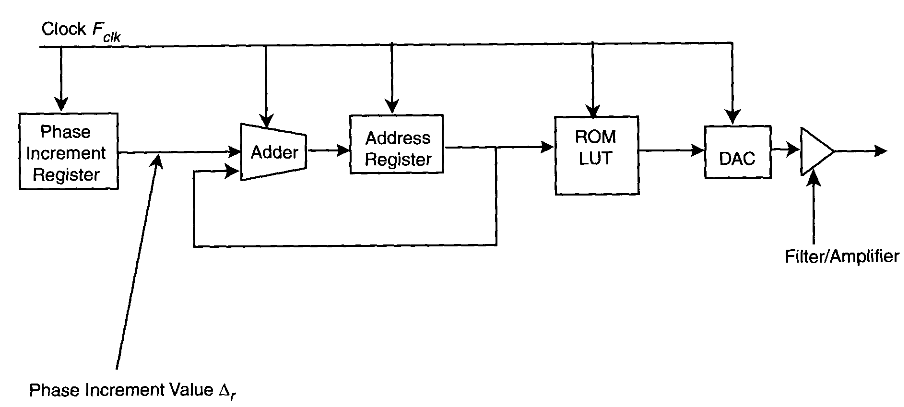 Clock F_clk
Phase
Increment
Register
Adder
Address
Register
ROM
LUT
DAC
Filter/Amplifier
Phase Increment Value Δ_r